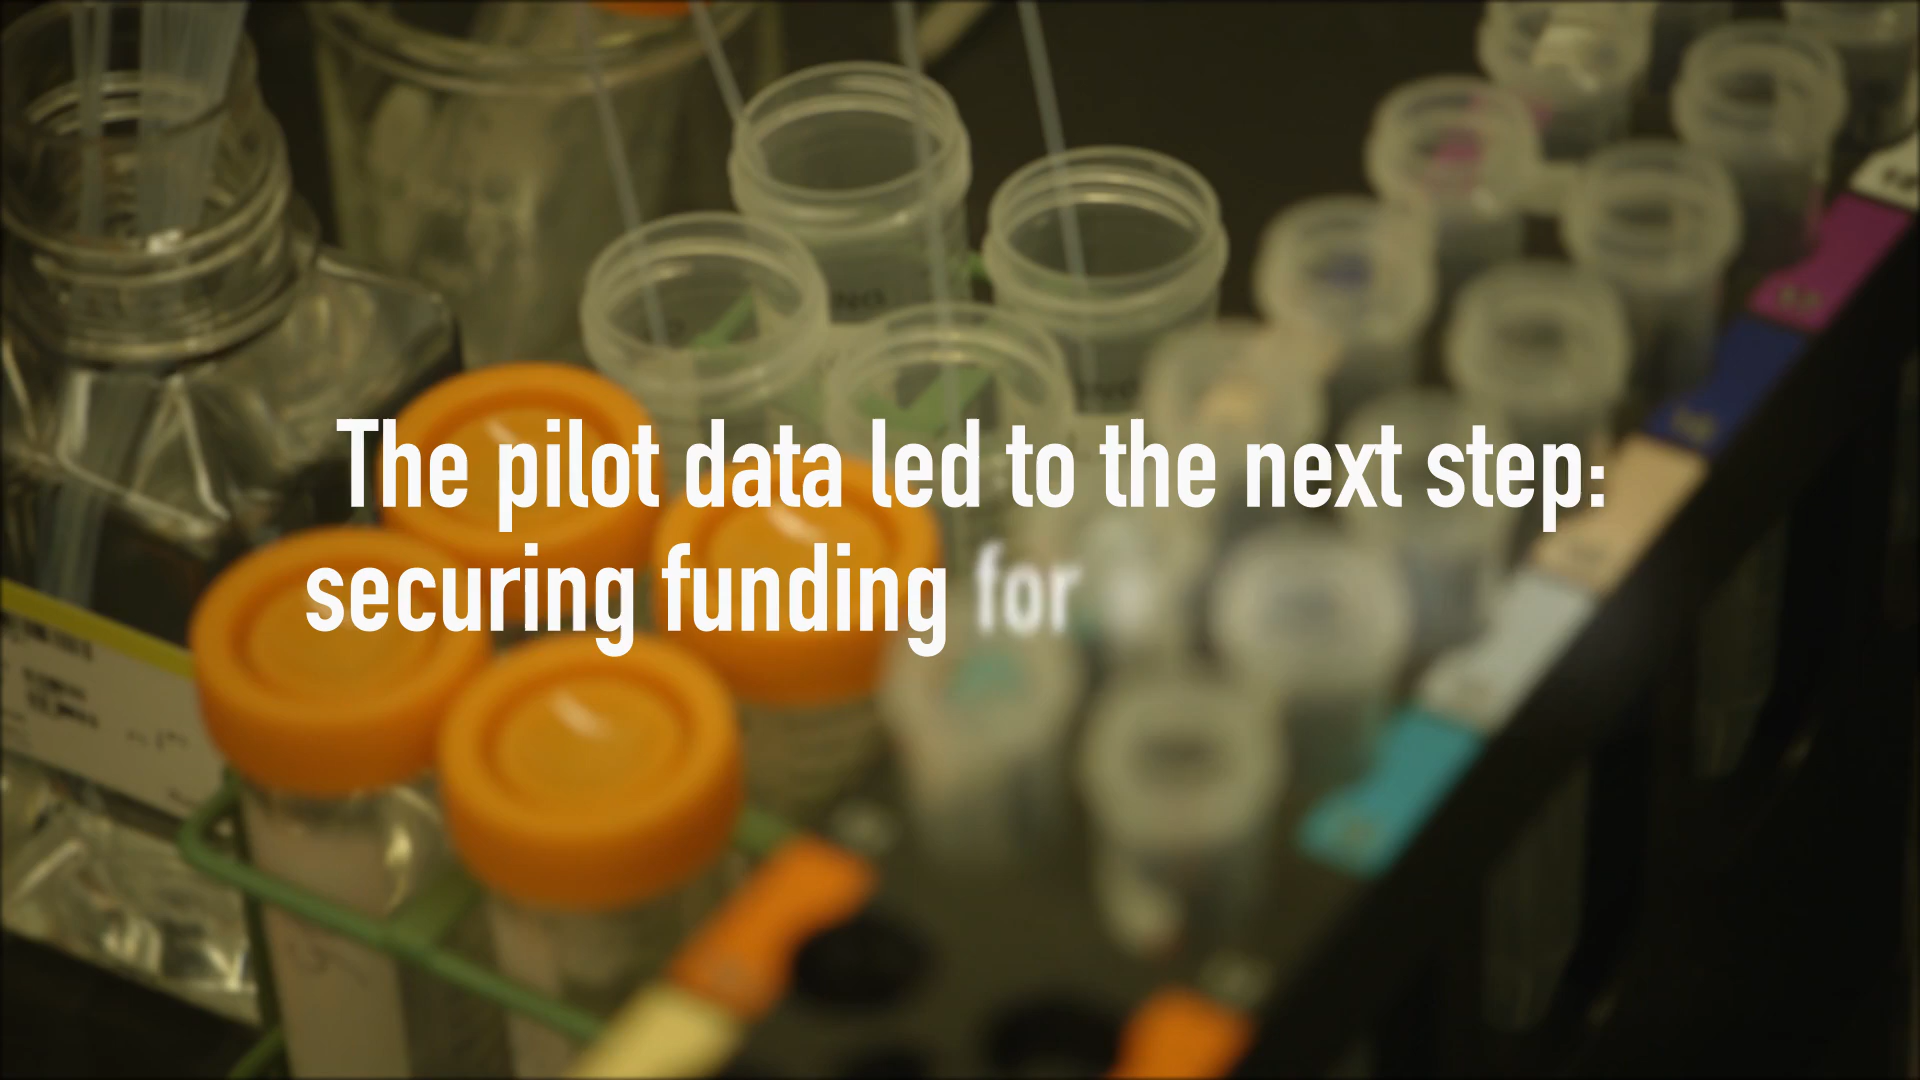 The pilot data led to the next step:
securing funding for